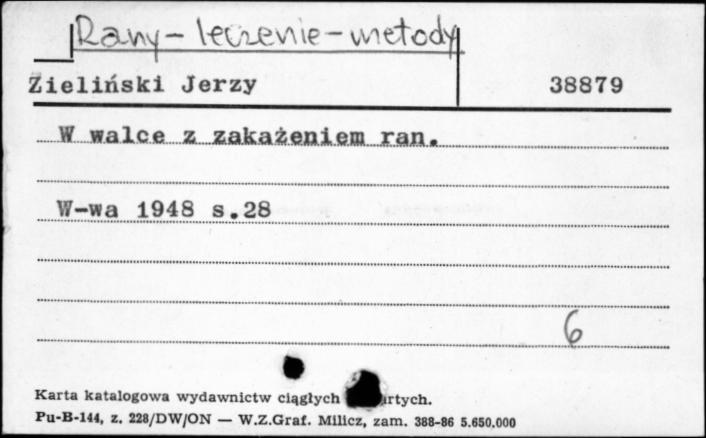 Rany – leczenie – metody
Zieliński Jerzy 38879
W walce z zakażeniem ran.
W-wa 1948 s.28
6
Karta katalogowa wydawnictw ciągłych
Pu-B-144, z. 228/DW/ON — W.Z.Graf. Milicz, zam. 388-86 5.650.000